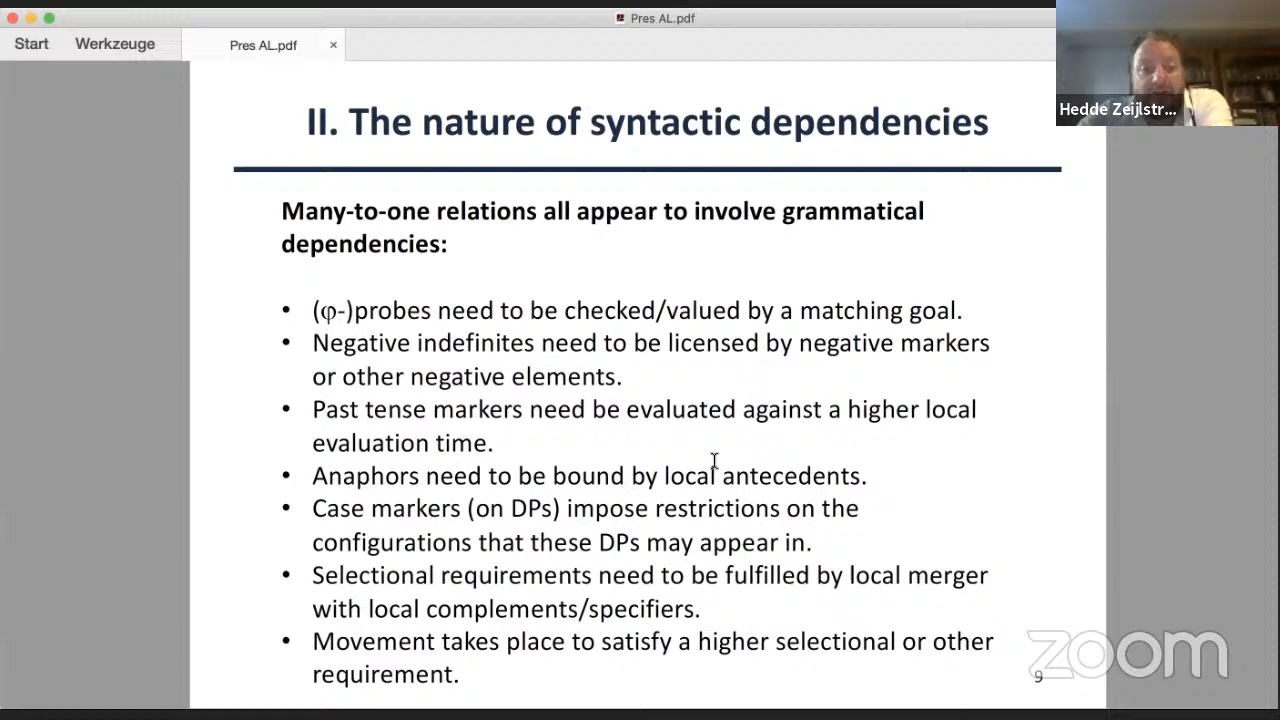 Pres AL.pdf
Start Werkzeuge Pres AL.pdf ×
Hedde Zeijlstr...
II. The nature of syntactic dependencies
Many-to-one relations all appear to involve grammatical
dependencies:
• (φ-)probes need to be checked/valued by a matching goal.
• Negative indefinites need to be licensed by negative markers
or other negative elements.
• Past tense markers need be evaluated against a higher local
evaluation time.
• Anaphors need to be bound by local antecedents.
• Case markers (on DPs) impose restrictions on the
configurations that these DPs may appear in.
• Selectional requirements need to be fulfilled by local merger
with local complements/specifiers.
• Movement takes place to satisfy a higher selectional or other
requirement.
zoom
9